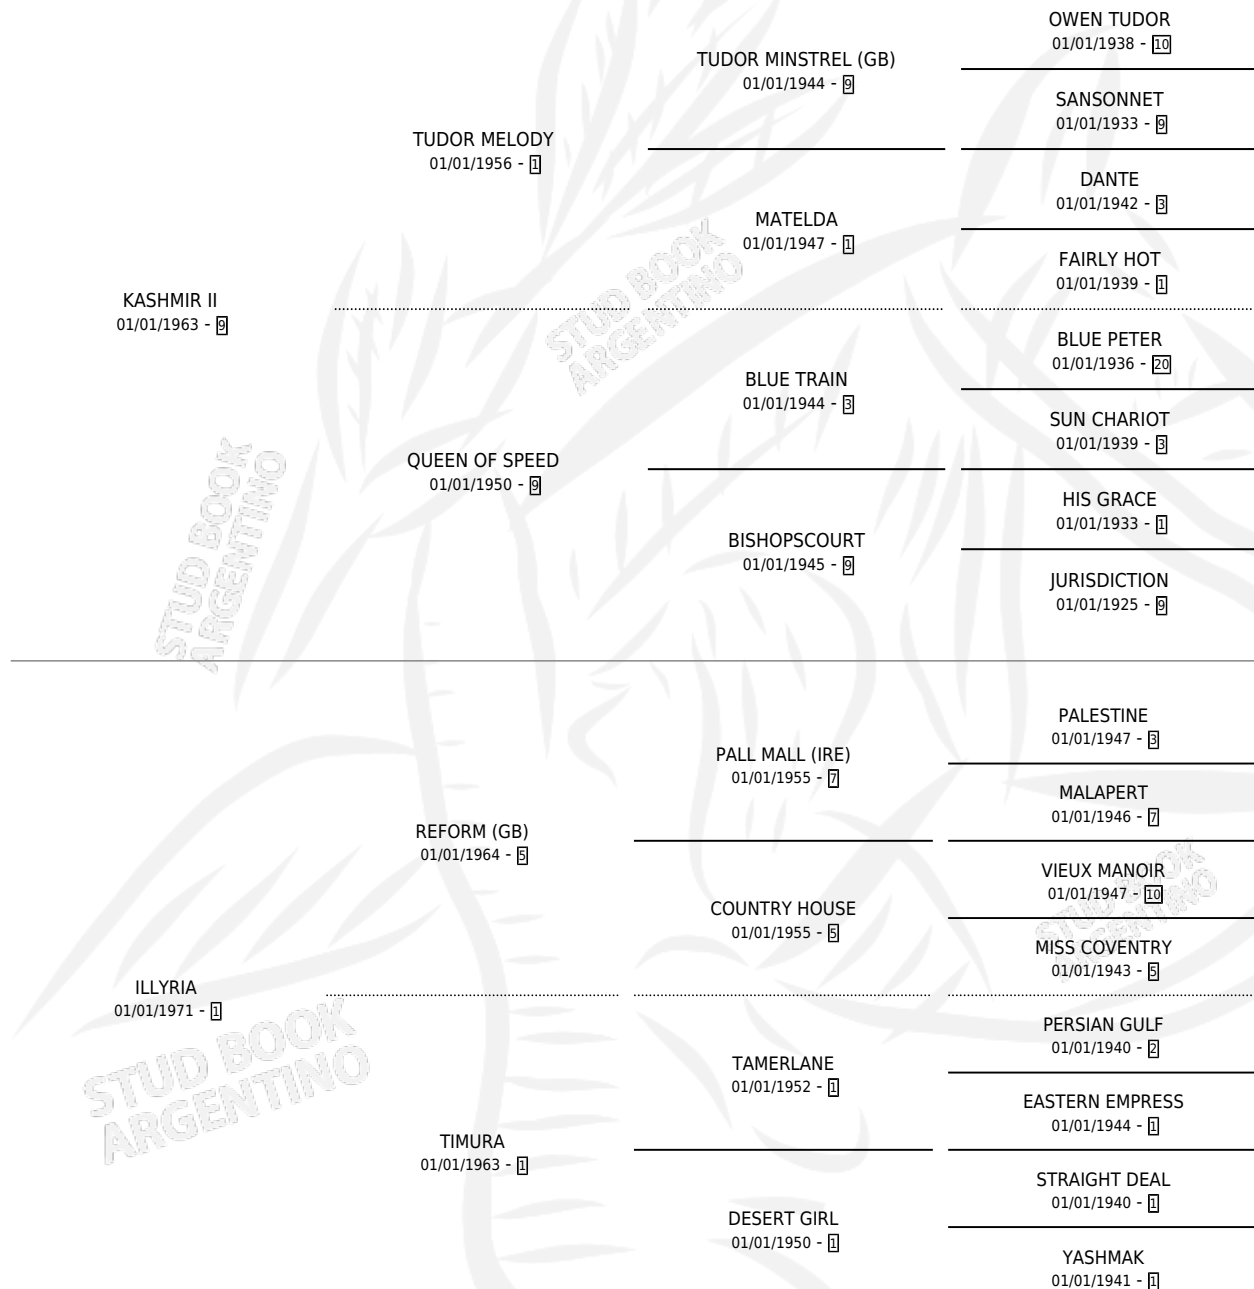 OWEN TUDOR
01/01/1938 - 10
TUDOR MINSTREL (GB)
01/01/1944 - 9
SANSONNET
01/01/1933 - 9
TUDOR MELODY
01/01/1956 - 1
DANTE
01/01/1942 - 3
MATELDA
01/01/1947 - 1
FAIRLY HOT
01/01/1939 - 1
KASHMIR II
01/01/1963 - 9
BLUE PETER
01/01/1936 - 20
BLUE TRAIN
01/01/1944 - 3
SUN CHARIOT
01/01/1939 - 3
QUEEN OF SPEED
01/01/1950 - 9
HIS GRACE
01/01/1933 - 1
BISHOPSCOURT
01/01/1945 - 9
JURISDICTION
01/01/1925 - 9
PALESTINE
01/01/1947 - 3
PALL MALL (IRE)
01/01/1955 - 7
MALAPERT
01/01/1946 - 7
REFORM (GB)
01/01/1964 - 5
VIEUX MANOIR
01/01/1947 - 10
COUNTRY HOUSE
01/01/1955 - 5
MISS COVENTRY
01/01/1943 - 5
ILLYRIA
01/01/1971 - 1
PERSIAN GULF
01/01/1940 - 2
TAMERLANE
01/01/1952 - 1
EASTERN EMPRESS
01/01/1944 - 1
TIMURA
01/01/1963 - 1
STRAIGHT DEAL
01/01/1940 - 1
DESERT GIRL
01/01/1950 - 1
YASHMAK
01/01/1941 - 1
STUD BOOK
ARGENTINO
STUD BOOK
ARGENTINO
STUD BOOK
ARGENTINO
STUD BOOK
ARGENTINO